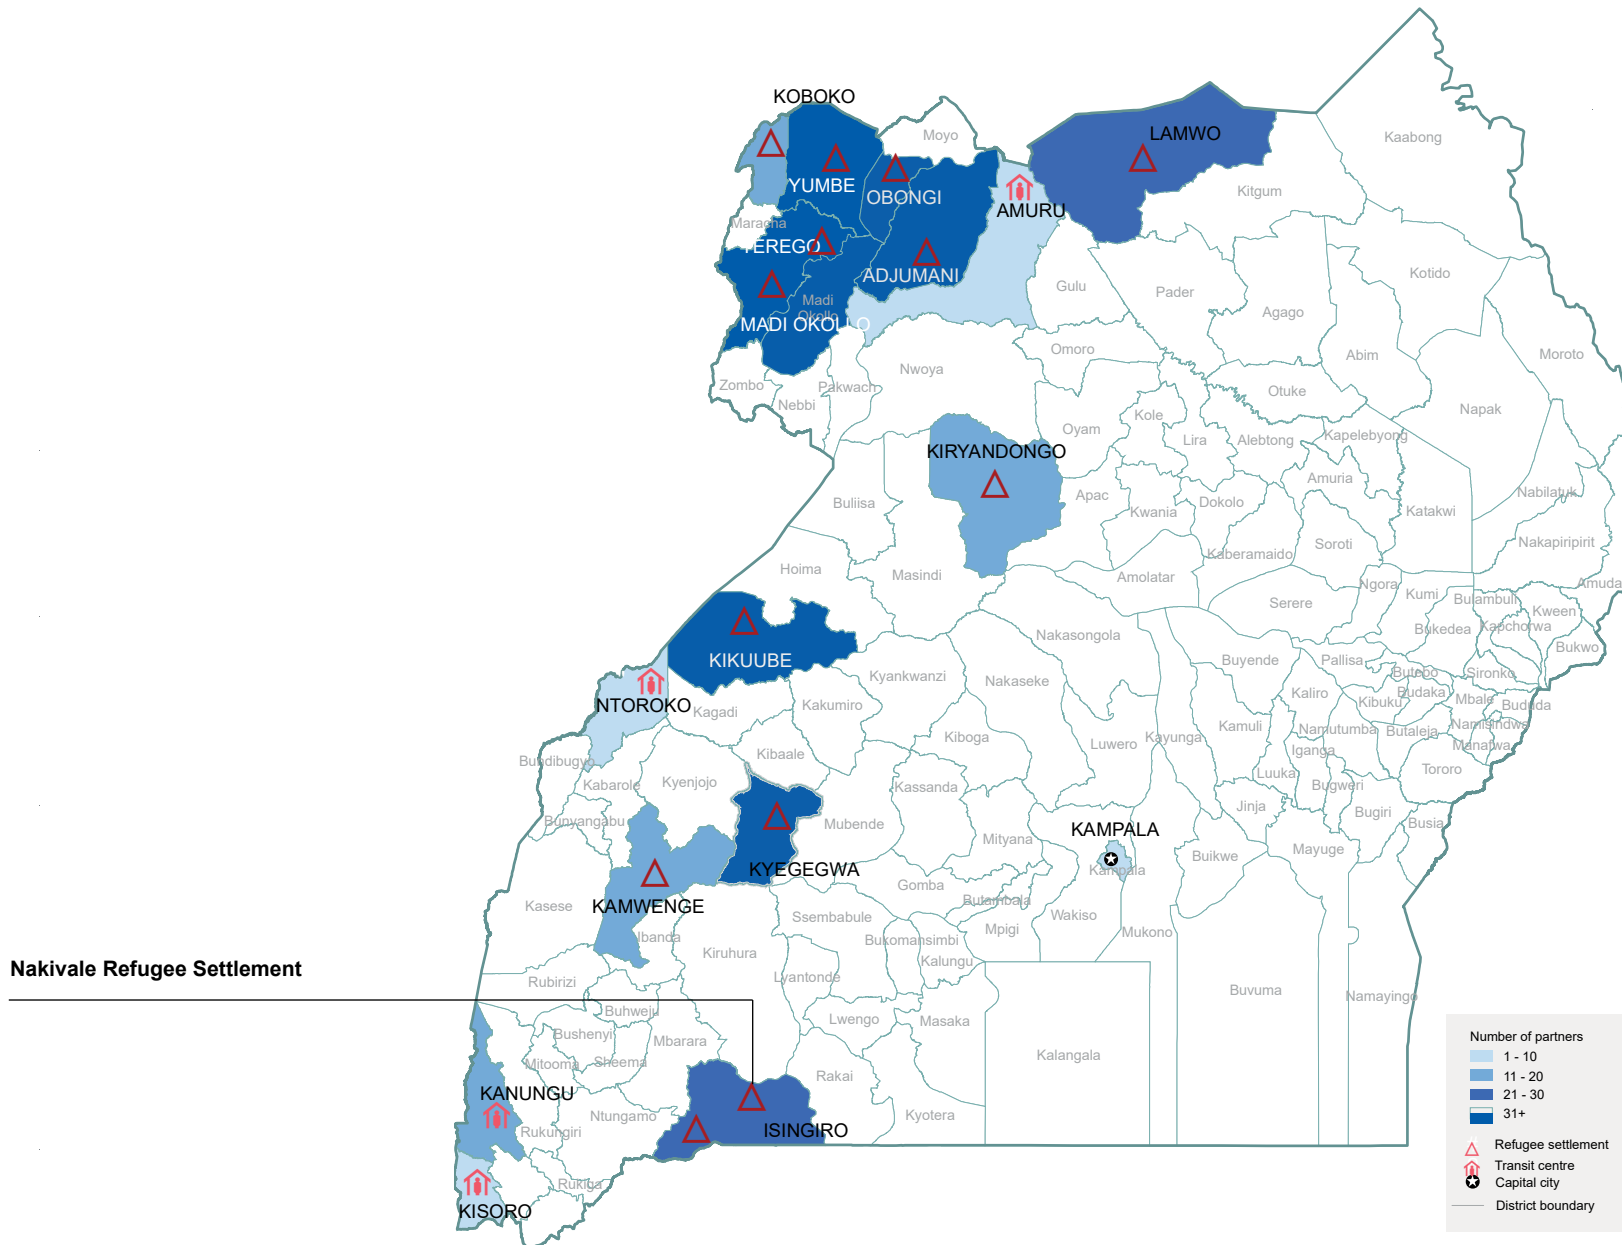 KOBOKO
Moyo
LAMWO
Kaabong
YUMBE
OBONGI
Kitgum
AMURU
Maracha
TEREGO
ADJUMANI
Kotido
Gulu
Pader
Madi
Okollo
MADI OKOLLO
Agago
Omoro
Abim
Moroto
Nwoya
Zombo
Pakwach
Nebbi
Otuke
Napak
Kole
Oyam
Lira
Alebtong
Kapelebyong
KIRYANDONGO
Amuria
Apac
Buliisa
Kwania
Dokolo
Katakwi
Nabilatuk
Soroti
Nakapiripirit
Kaberamaido
Hoima
Masindi
Amolatar
Ngora
Amuda
Kumi
Bulambuli
Serere
Kween
Kapchorwa
Bukedea
Nakasongola
Bukwo
KIKUUBE
Buyende
Pallisa
Butebo
Sironko
Kyankwanzi
Nakaseke
Kaliro
Budaka
Kibuku
Mbale
Bududa
NTOROKO
Kagadi
Kakumiro
Kamuli
Namutumba
Butaleja
Namisindwa
Kiboga
Luwero
Kayunga
Iganga
Manafwa
Kibaale
Bundibugyo
Kabarole
Kyenjojo
Kassanda
Luuka
Bugweri
Tororo
Jinja
Bugiri
Busia
Bunyangabu
Mubende
Mityana
KAMPALA
Mayuge
Buikwe
Kampala
KYEGEGWA
Gomba
Butambala
KAMWENGE
Kasese
Ssembabule
Wakiso
Mpigi
Mukono
Ibanda
Kiruhura
Bukomansimbi
Kalungu
Nakivale Refugee Settlement
Rubirizi
Lyantonde
Buvuma
Namayingo
Buhweju
Lwengo
Masaka
Bushenyi
Mbarara
Mitooma
Sheema
Kalangala
Rakai
KANUNGU
Ntungamo
Kyotera
Rukungiri
ISINGIRO
Rukiga
KISORO
Number of partners
1 - 10
11 - 20
21 - 30
31+
Refugee settlement
Transit centre
Capital city
District boundary